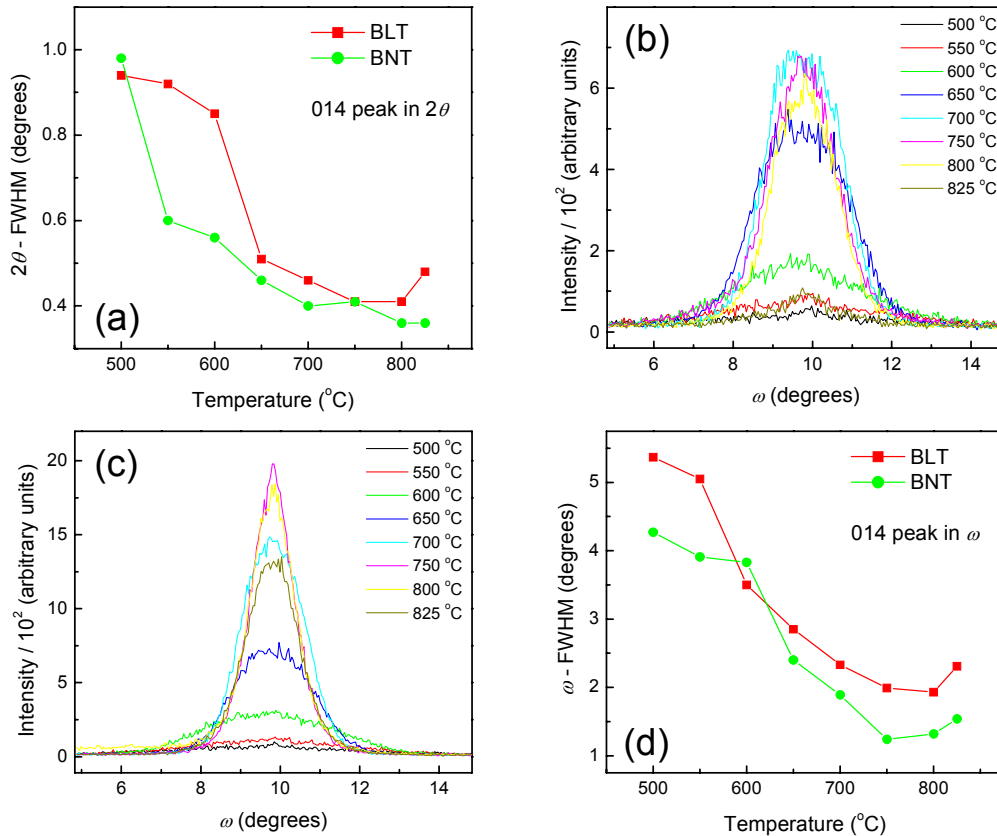 (a)
BLT
BNT
014 peak in 2θ
1.0
0.8
0.6
0.4
2θ - FWHM (degrees)
500
600
700
800
Temperature (°C)
(b)
500 °C
550 °C
600 °C
650 °C
700 °C
750 °C
800 °C
825 °C
6
4
2
0
Intensity / 10² (arbitrary units)
6
8
10
12
14
ω (degrees)
(c)
500 °C
550 °C
600 °C
650 °C
700 °C
750 °C
800 °C
825 °C
20
15
10
5
0
Intensity / 10² (arbitrary units)
6
8
10
12
14
ω (degrees)
BLT
BNT
014 peak in ω
5
4
3
2
1
ω - FWHM (degrees)
(d)
500
600
700
800
Temperature (°C)